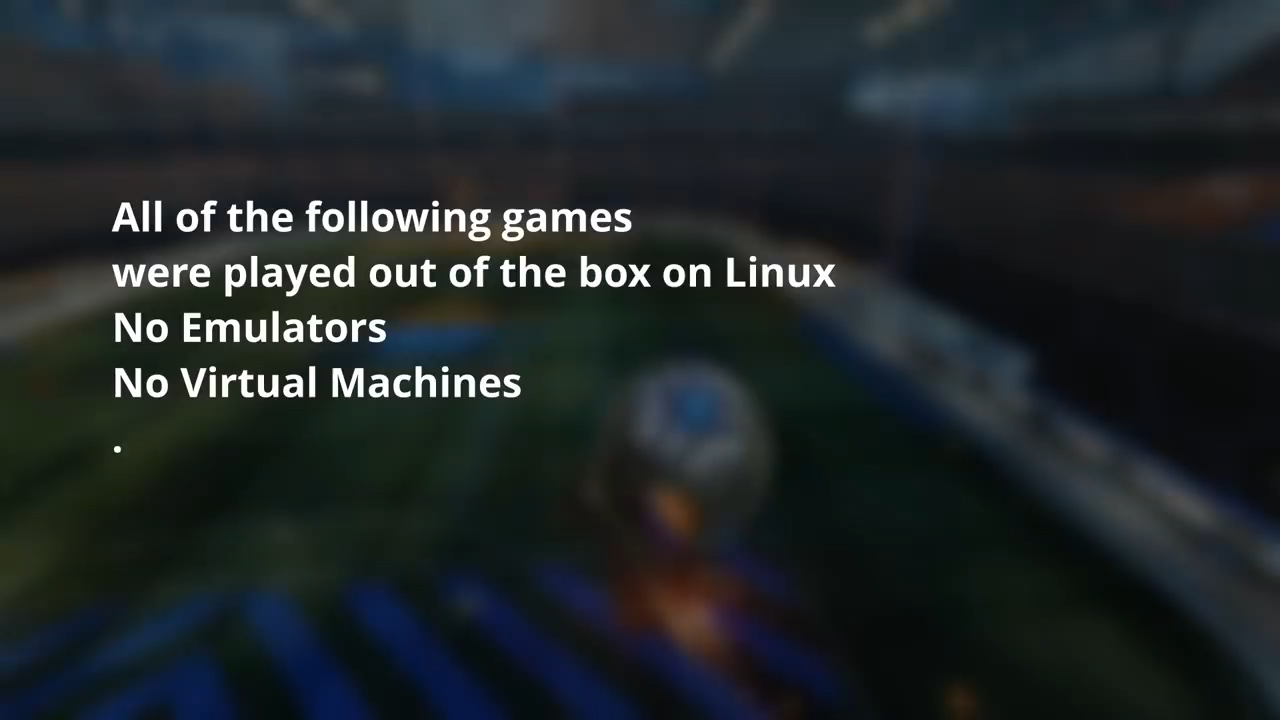 All of the following games
were played out of the box on Linux
No Emulators
No Virtual Machines
.